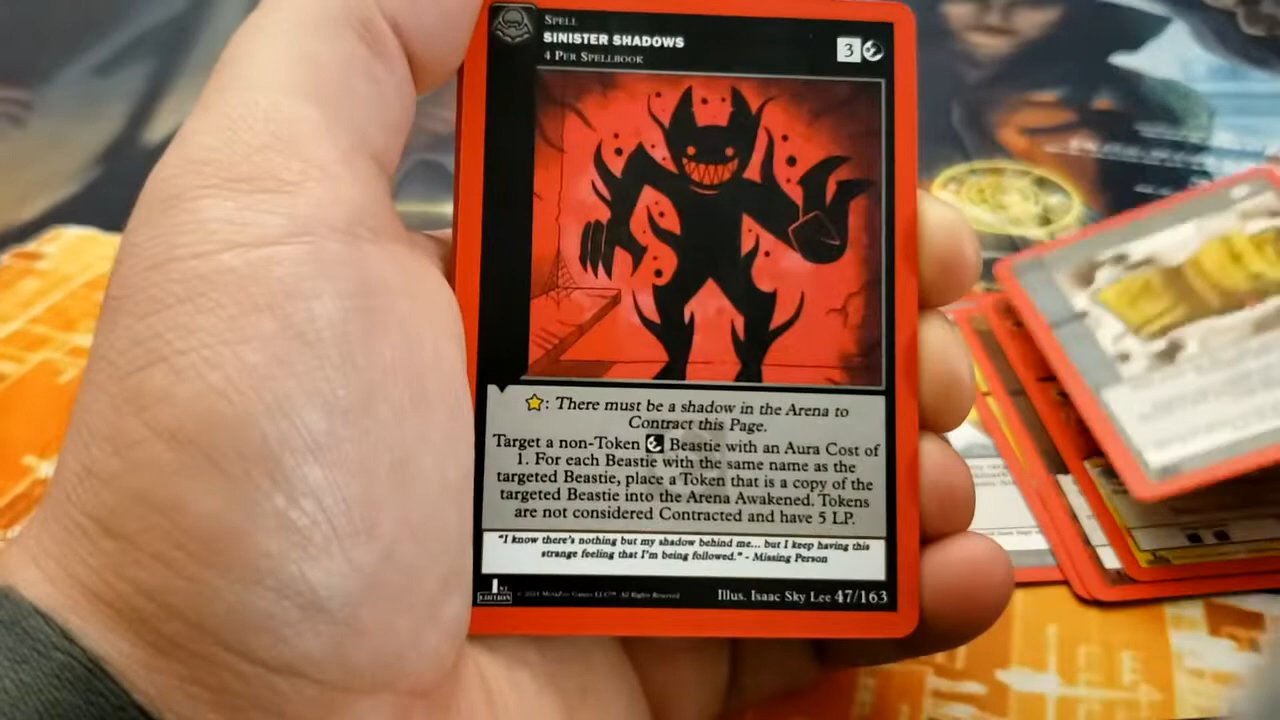 SPELL
SINISTER SHADOWS
4 PER SPELLBOOK
3
: There must be a shadow in the Arena to
Contract this Page.
Target a non-Token Beastie with an Aura Cost of
1. For each Beastie with the same name as the
targeted Beastie, place a Token that is a copy of the
targeted Beastie into the Arena Awakened. Tokens
are not considered Contracted and have 5 LP.
"I know there's nothing but my shadow behind me... but I keep having this
strange feeling that I'm being followed." - Missing Person
1ST EDITION © 2021 MetaZoo Games LLC™. All Rights Reserved. Illus. Isaac Sky Lee 47/163